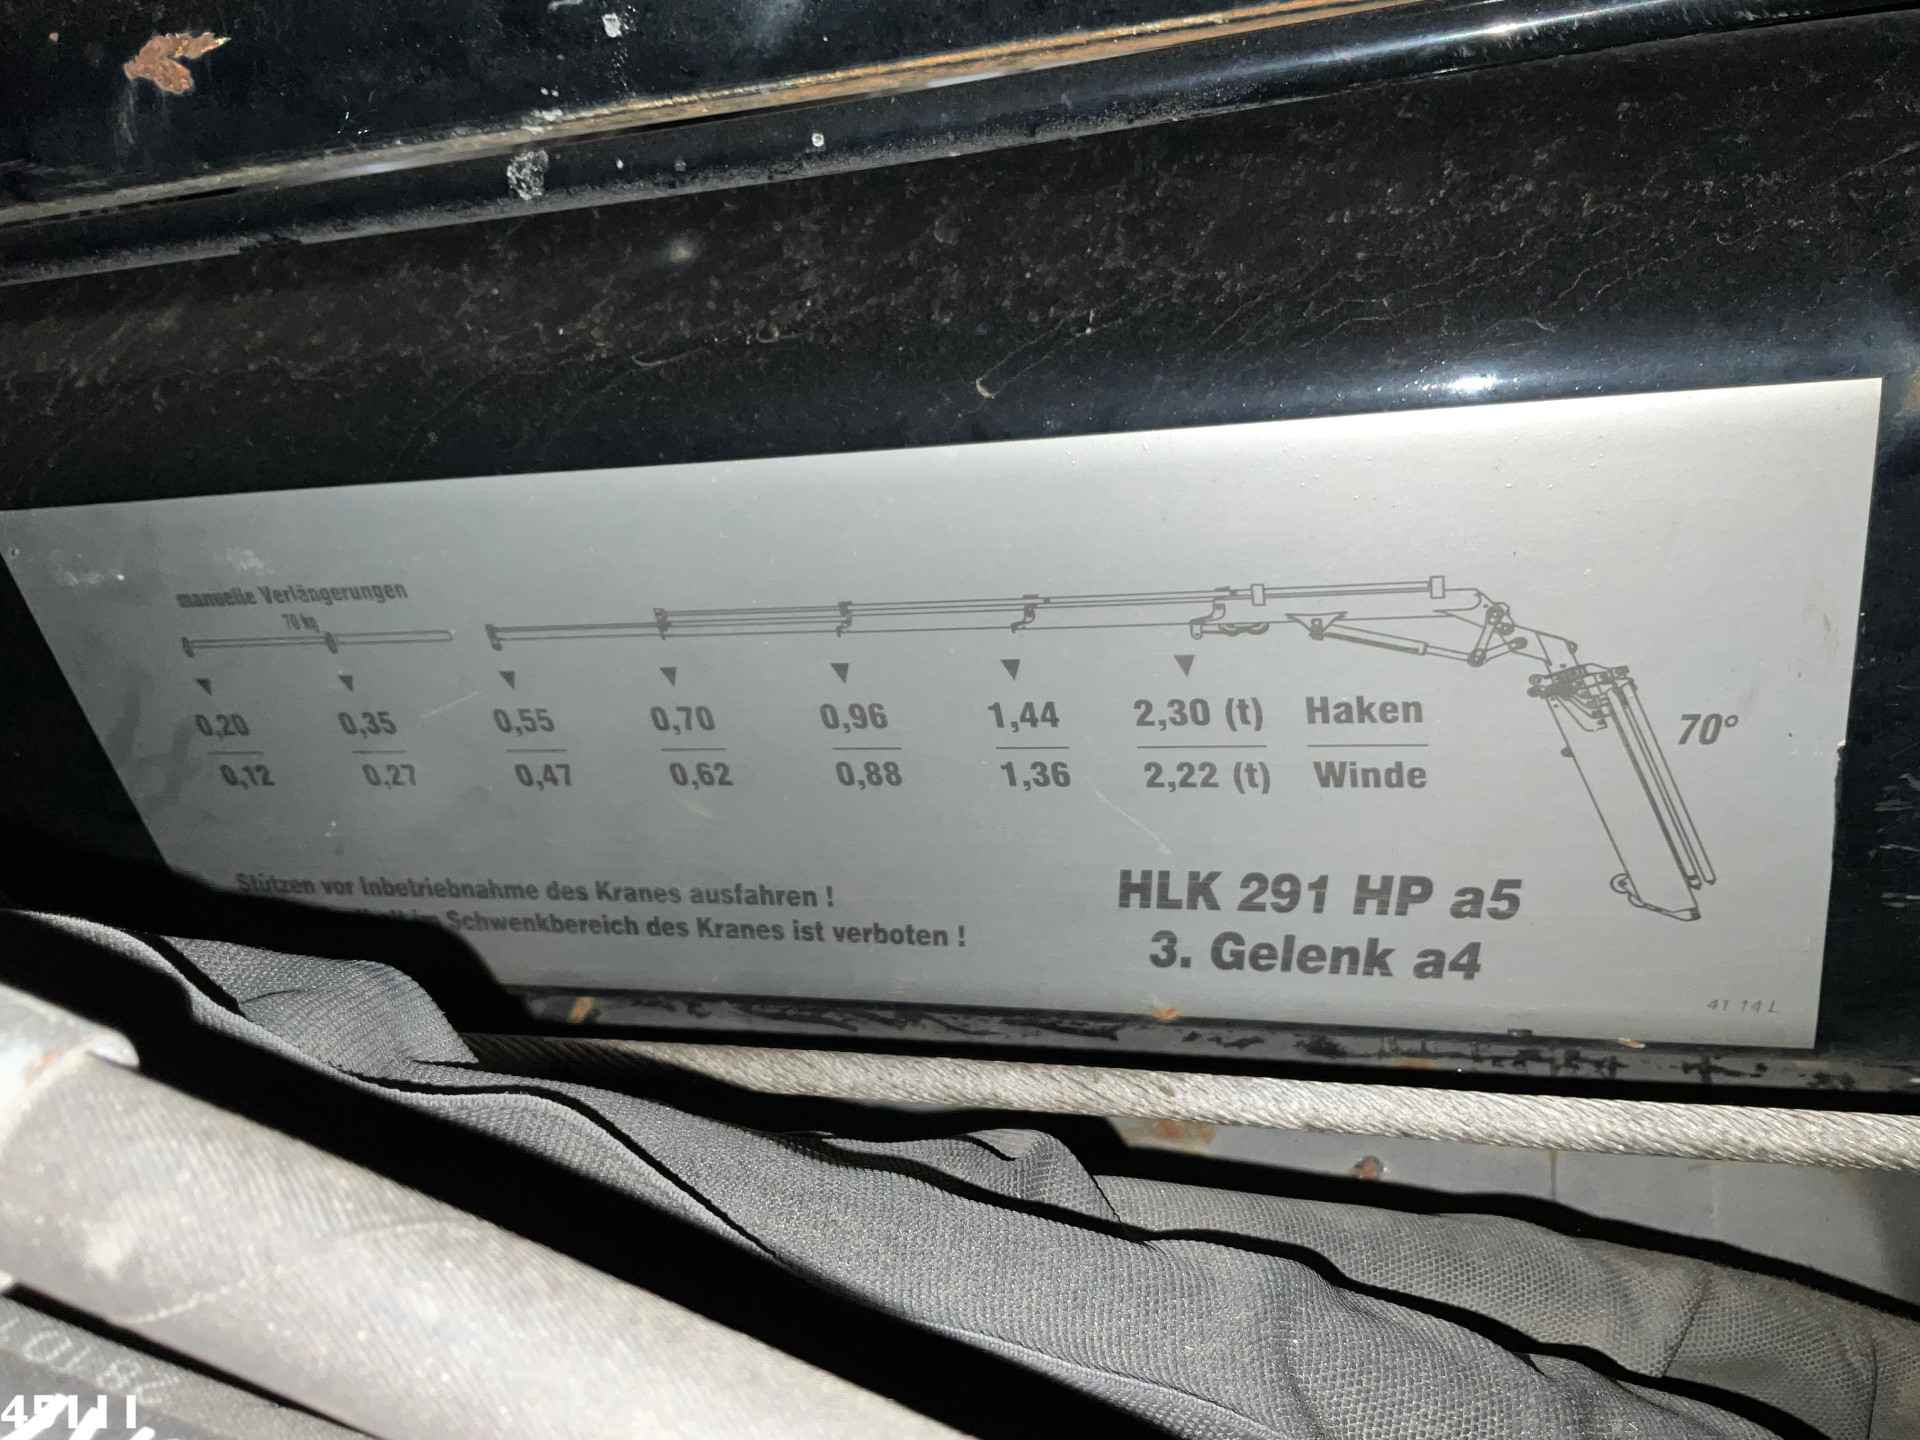 manuelle Verlängerungen
70 kg
0,20 0,35 0,55 0,70 0,96 1,44 2,30 (t) Haken
0,12 0,27 0,47 0,62 0,88 1,36 2,22 (t) Winde
70°
Stützen vor Inbetriebnahme des Kranes ausfahren !
im Schwenkbereich des Kranes ist verboten !
HLK 291 HP a5
3. Gelenk a4
41 14 L